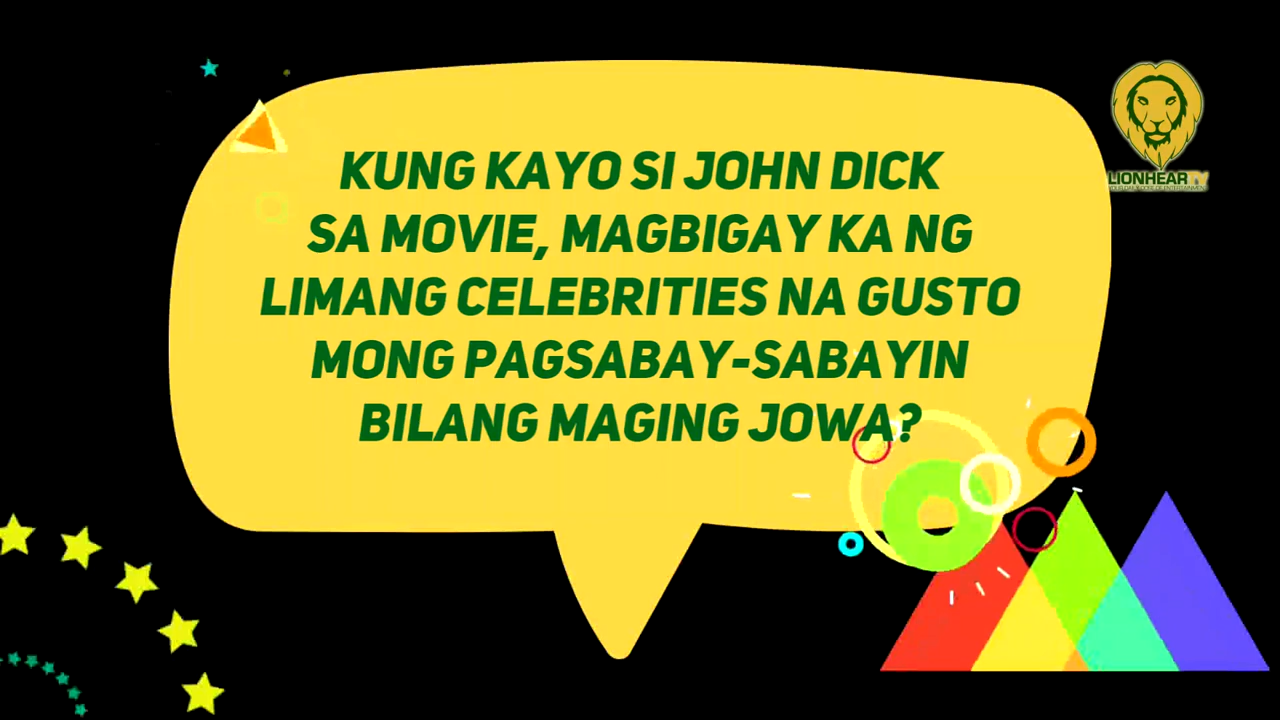 KUNG KAYO SI JOHN DICK
SA MOVIE, MAGBIGAY KA NG
LIMANG CELEBRITIES NA GUSTO
MONG PAGSABAY-SABAYIN
BILANG MAGING JOWA?
LIONHEARTV